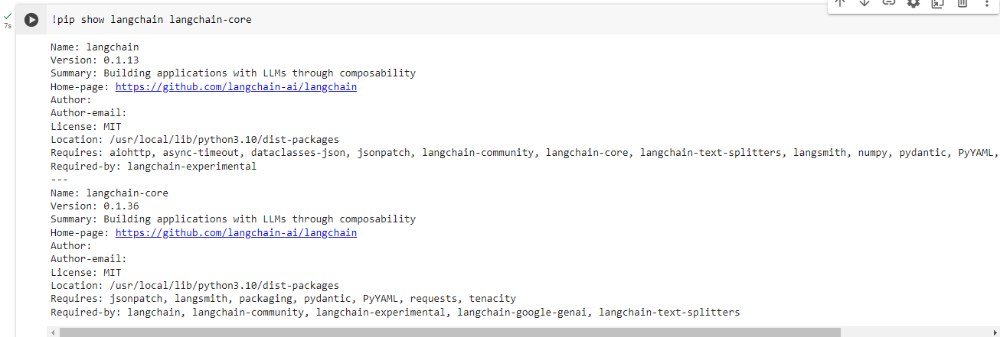 7s
!pip show langchain langchain-core
Name: langchain
Version: 0.1.13
Summary: Building applications with LLMs through composability
Home-page: https://github.com/langchain-ai/langchain
Author:
Author-email:
License: MIT
Location: /usr/local/lib/python3.10/dist-packages
Requires: aiohttp, async-timeout, dataclasses-json, jsonpatch, langchain-community, langchain-core, langchain-text-splitters, langsmith, numpy, pydantic, PyYAML,
Required-by: langchain-experimental
---
Name: langchain-core
Version: 0.1.36
Summary: Building applications with LLMs through composability
Home-page: https://github.com/langchain-ai/langchain
Author:
Author-email:
License: MIT
Location: /usr/local/lib/python3.10/dist-packages
Requires: jsonpatch, langsmith, packaging, pydantic, PyYAML, requests, tenacity
Required-by: langchain, langchain-community, langchain-experimental, langchain-google-genai, langchain-text-splitters